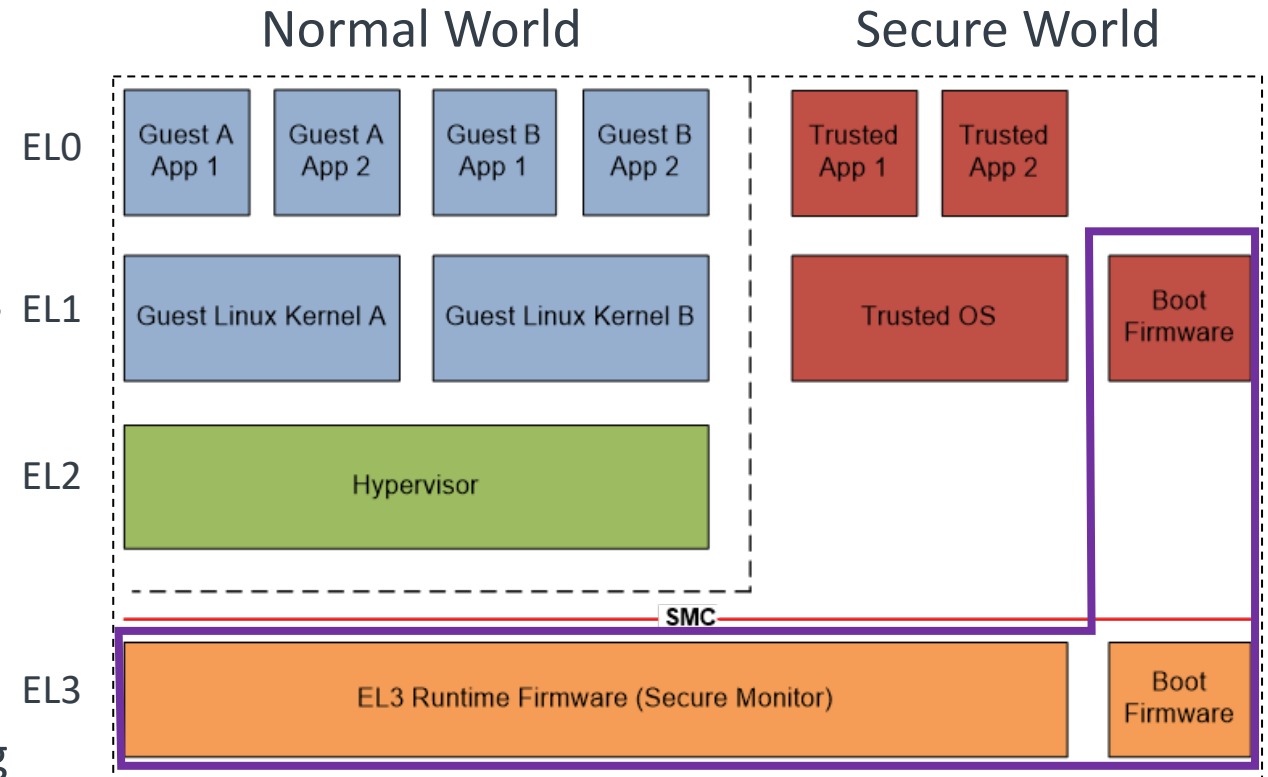 Normal World
Secure World
EL0
Guest A
App 1
Guest A
App 2
Guest B
App 1
Guest B
App 2
Trusted
App 1
Trusted
App 2
EL1
Guest Linux Kernel A
Guest Linux Kernel B
Trusted OS
Boot
Firmware
EL2
Hypervisor
SMC
EL3
EL3 Runtime Firmware (Secure Monitor)
Boot
Firmware
g